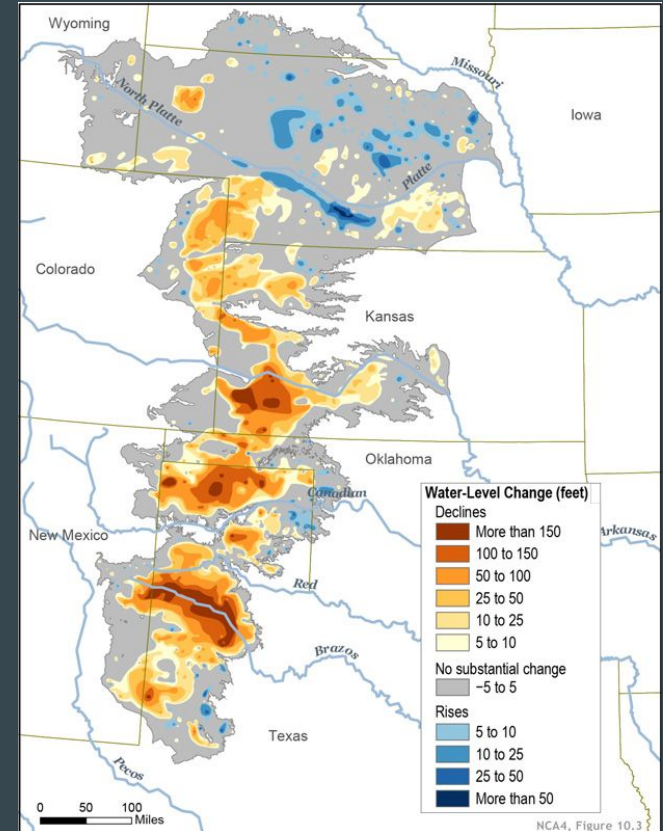 Wyoming
Missouri
North Platte
Iowa
Platte
Colorado
Kansas
Oklahoma
Canadian
New Mexico
Arkansas
Red
Brazos
Texas
Pecos
Water-Level Change (feet)
Declines
More than 150
100 to 150
50 to 100
25 to 50
10 to 25
5 to 10
No substantial change
−5 to 5
Rises
5 to 10
10 to 25
25 to 50
More than 50
0 50 100
Miles
NCA4, Figure 10.3